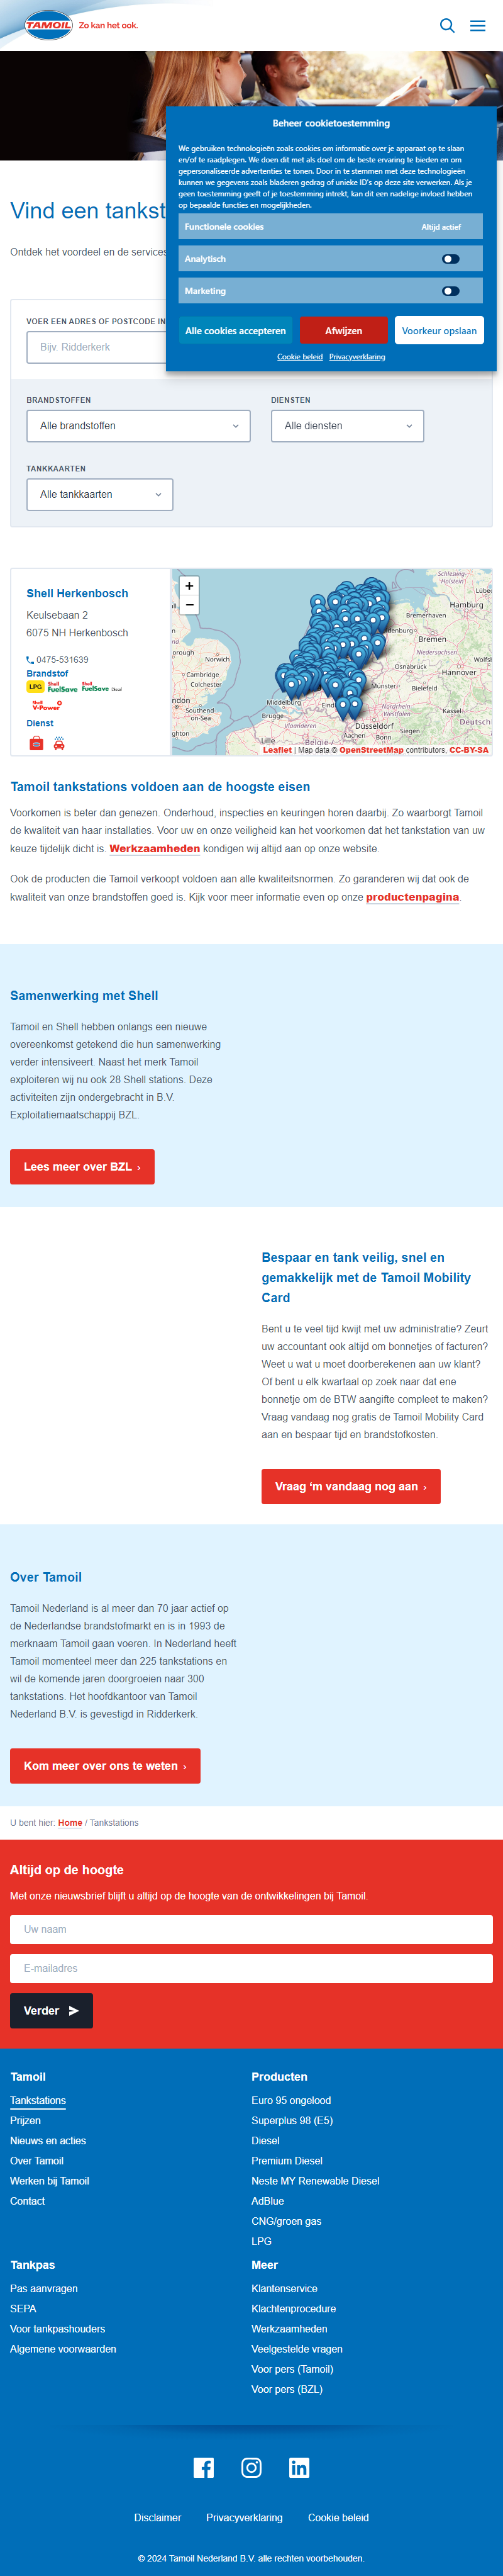 TAMOIL
Zo kan het ook.
Beheer cookietoestemming
We gebruiken technologieën zoals cookies om informatie over je apparaat op te slaan
en/of te raadplegen. We doen dit met als doel om de beste ervaring te bieden en om
gepersonaliseerde advertenties te tonen. Door in te stemmen met deze technologieën
kunnen we gegevens zoals bladeren gedrag of unieke ID's op deze site verwerken. Als je
geen toestemming geeft of je toestemming intrekt, kan dit een nadelige invloed hebben
op bepaalde functies en mogelijkheden.
Functionele cookies Altijd actief
Analytisch
Marketing
Alle cookies accepteren Afwijzen Voorkeur opslaan
Cookie beleid Privacyverklaring
Vind een tankst
Ontdek het voordeel en de services
VOER EEN ADRES OF POSTCODE IN
Bijv. Ridderkerk
BRANDSTOFFEN
Alle brandstoffen
DIENSTEN
Alle diensten
TANKKAARTEN
Alle tankkaarten
Shell Herkenbosch
Keulsebaan 2
6075 NH Herkenbosch
0475-531639
Brandstof
LPG Shell FuelSave Shell FuelSave Diesel
Shell V-Power
Dienst
+
−
Schleswig-
Holstein
Hamburg
Bremen
Niedersachsen
Osnabrück
Hannover
Münster
Bielefeld
Norwich
Cambridge
Colchester
Middelburg
Vlaanderen
Lille
België /
Düsseldorf
Bonn
Siegen
Leaflet | Map data © OpenStreetMap contributors, CC-BY-SA
Tamoil tankstations voldoen aan de hoogste eisen
Voorkomen is beter dan genezen. Onderhoud, inspecties en keuringen horen daarbij. Zo waarborgt Tamoil
de kwaliteit van haar installaties. Voor uw en onze veiligheid kan het voorkomen dat het tankstation van uw
keuze tijdelijk dicht is. Werkzaamheden kondigen wij altijd aan op onze website.
Ook de producten die Tamoil verkoopt voldoen aan alle kwaliteitsnormen. Zo garanderen wij dat ook de
kwaliteit van onze brandstoffen goed is. Kijk voor meer informatie even op onze productenpagina.
Samenwerking met Shell
Tamoil en Shell hebben onlangs een nieuwe
overeenkomst getekend die hun samenwerking
verder intensiveert. Naast het merk Tamoil
exploiteren wij nu ook 28 Shell stations. Deze
activiteiten zijn ondergebracht in B.V.
Exploitatiemaatschappij BZL.
Lees meer over BZL ›
Bespaar en tank veilig, snel en
gemakkelijk met de Tamoil Mobility
Card
Bent u te veel tijd kwijt met uw administratie? Zeurt
uw accountant ook altijd om bonnetjes of facturen?
Weet u wat u moet doorberekenen aan uw klant?
Of bent u elk kwartaal op zoek naar dat ene
bonnetje om de BTW aangifte compleet te maken?
Vraag vandaag nog gratis de Tamoil Mobility Card
aan en bespaar tijd en brandstofkosten.
Vraag ‘m vandaag nog aan ›
Over Tamoil
Tamoil Nederland is al meer dan 70 jaar actief op
de Nederlandse brandstofmarkt en is in 1993 de
merknaam Tamoil gaan voeren. In Nederland heeft
Tamoil momenteel meer dan 225 tankstations en
wil de komende jaren doorgroeien naar 300
tankstations. Het hoofdkantoor van Tamoil
Nederland B.V. is gevestigd in Ridderkerk.
Kom meer over ons te weten ›
U bent hier: Home / Tankstations
Altijd op de hoogte
Met onze nieuwsbrief blijft u altijd op de hoogte van de ontwikkelingen bij Tamoil.
Uw naam
E-mailadres
Verder
Tamoil
Tankstations
Prijzen
Nieuws en acties
Over Tamoil
Werken bij Tamoil
Contact
Producten
Euro 95 ongelood
Superplus 98 (E5)
Diesel
Premium Diesel
Neste MY Renewable Diesel
AdBlue
CNG/groen gas
LPG
Tankpas
Pas aanvragen
SEPA
Voor tankpashouders
Algemene voorwaarden
Meer
Klantenservice
Klachtenprocedure
Werkzaamheden
Veelgestelde vragen
Voor pers (Tamoil)
Voor pers (BZL)
Disclaimer Privacyverklaring Cookie beleid
© 2024 Tamoil Nederland B.V. alle rechten voorbehouden.